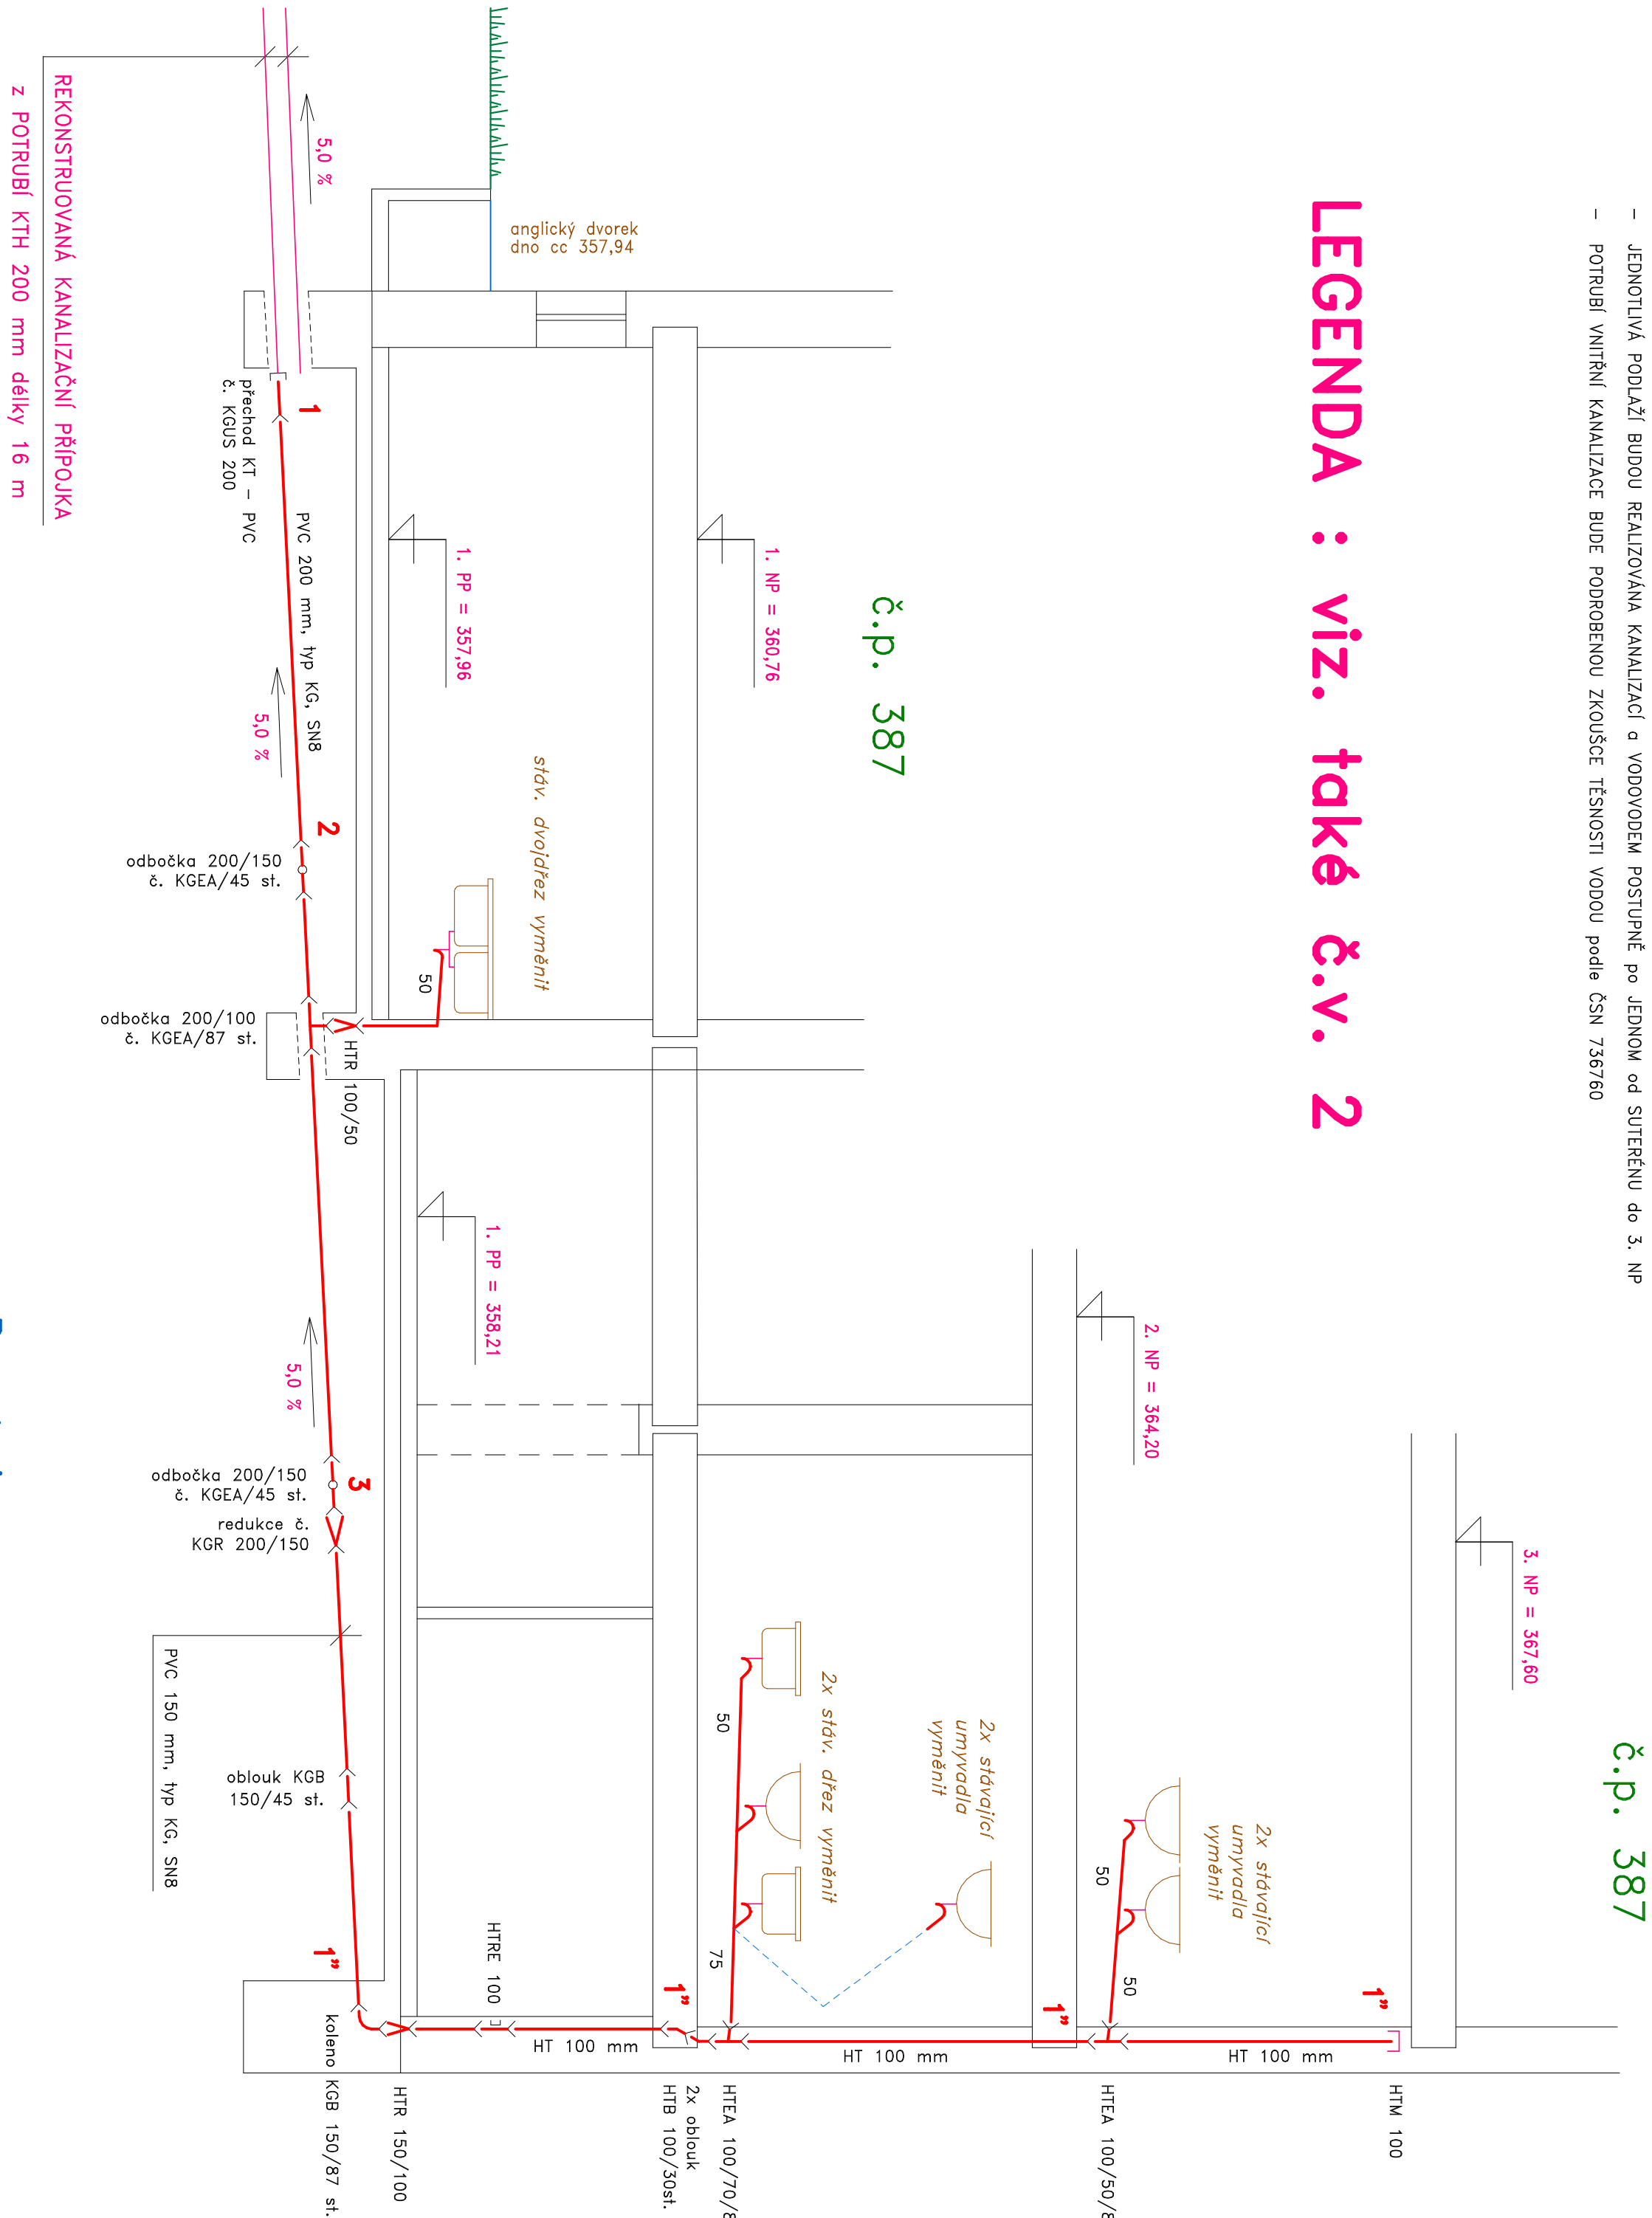 - JEDNOTLIVÁ PODLAŽÍ BUDOU REALIZOVÁNA KANALIZACÍ a VODOVODEM POSTUPNĚ po JEDNOM od SUTERÉNU do 3. NP
- POTRUBÍ VNITŘNÍ KANALIZACE BUDE PODROBENOU ZKOUŠCE TĚSNOSTI VODOU podle ČSN 736760
LEGENDA : viz. také č.v. 2
č.p. 387
3. NP = 367,60
HTM 100
1"
HT 100 mm
2x stávající
umyvadla
vyměnit
2. NP = 364,20
50
50
HTEA 100/50/8
1"
HT 100 mm
2x stávající
umyvadla
vyměnit
č.p. 387
2x stáv. dřez vyměnit
1. NP = 360,76
50
75
HTEA 100/70/8
1"
2x oblouk
HTB 100/30st.
anglický dvorek
dno cc 357,94
stáv. dvojdřez vyměnit
HT 100 mm
HTRE 100
1. PP = 358,21
1. PP = 357,96
50
HTR 150/100
HTR 100/50
5,0 %
1
2
3
1"
koleno KGB 150/87 st.
PVC 200 mm, typ KG, SN8
5,0 %
5,0 %
přechod KT - PVC
č. KGUS 200
odbočka 200/150
č. KGEA/45 st.
odbočka 200/100
č. KGEA/87 st.
odbočka 200/150
č. KGEA/45 st.
redukce č.
KGR 200/150
oblouk KGB
150/45 st.
PVC 150 mm, typ KG, SN8
REKONSTRUOVANÁ KANALIZAČNÍ PŘÍPOJKA
z POTRUBÍ KTH 200 mm délky 16 m